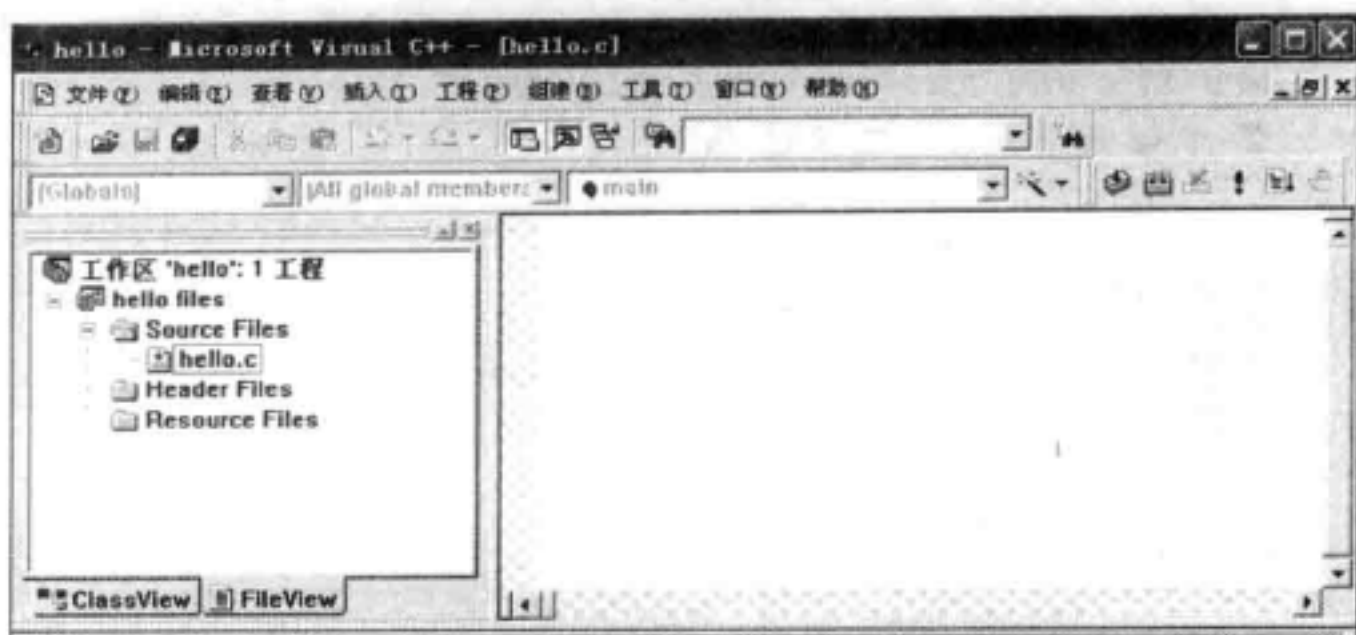 hello - Microsoft Visual C++ - [hello.c]
文件(F) 编辑(E) 查看(V) 插入(I) 工程(P) 组建(B) 工具(T) 窗口(W) 帮助(H)
(Globals) (All global members main
工作区 "hello": 1 工程
hello files
Source Files
hello.c
Header Files
Resource Files
ClassView FileView